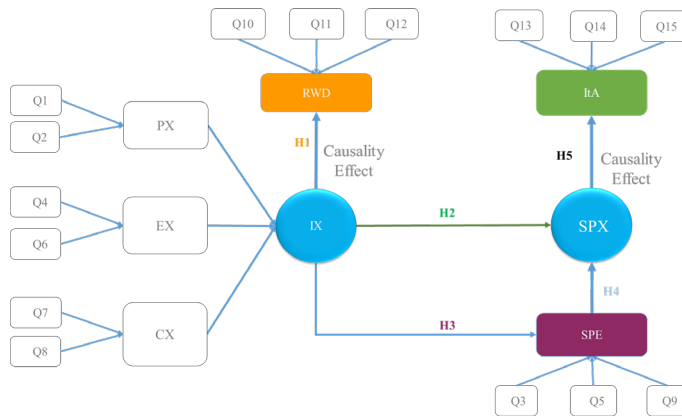 Q10
Q11
Q12
Q13
Q14
Q15
RWD
ItA
Q1
Q2
PX
H1
Causality
Effect
H5
Causality
Effect
Q4
Q6
EX
IX
H2
SPX
H4
Q7
Q8
CX
H3
SPE
Q3
Q5
Q9